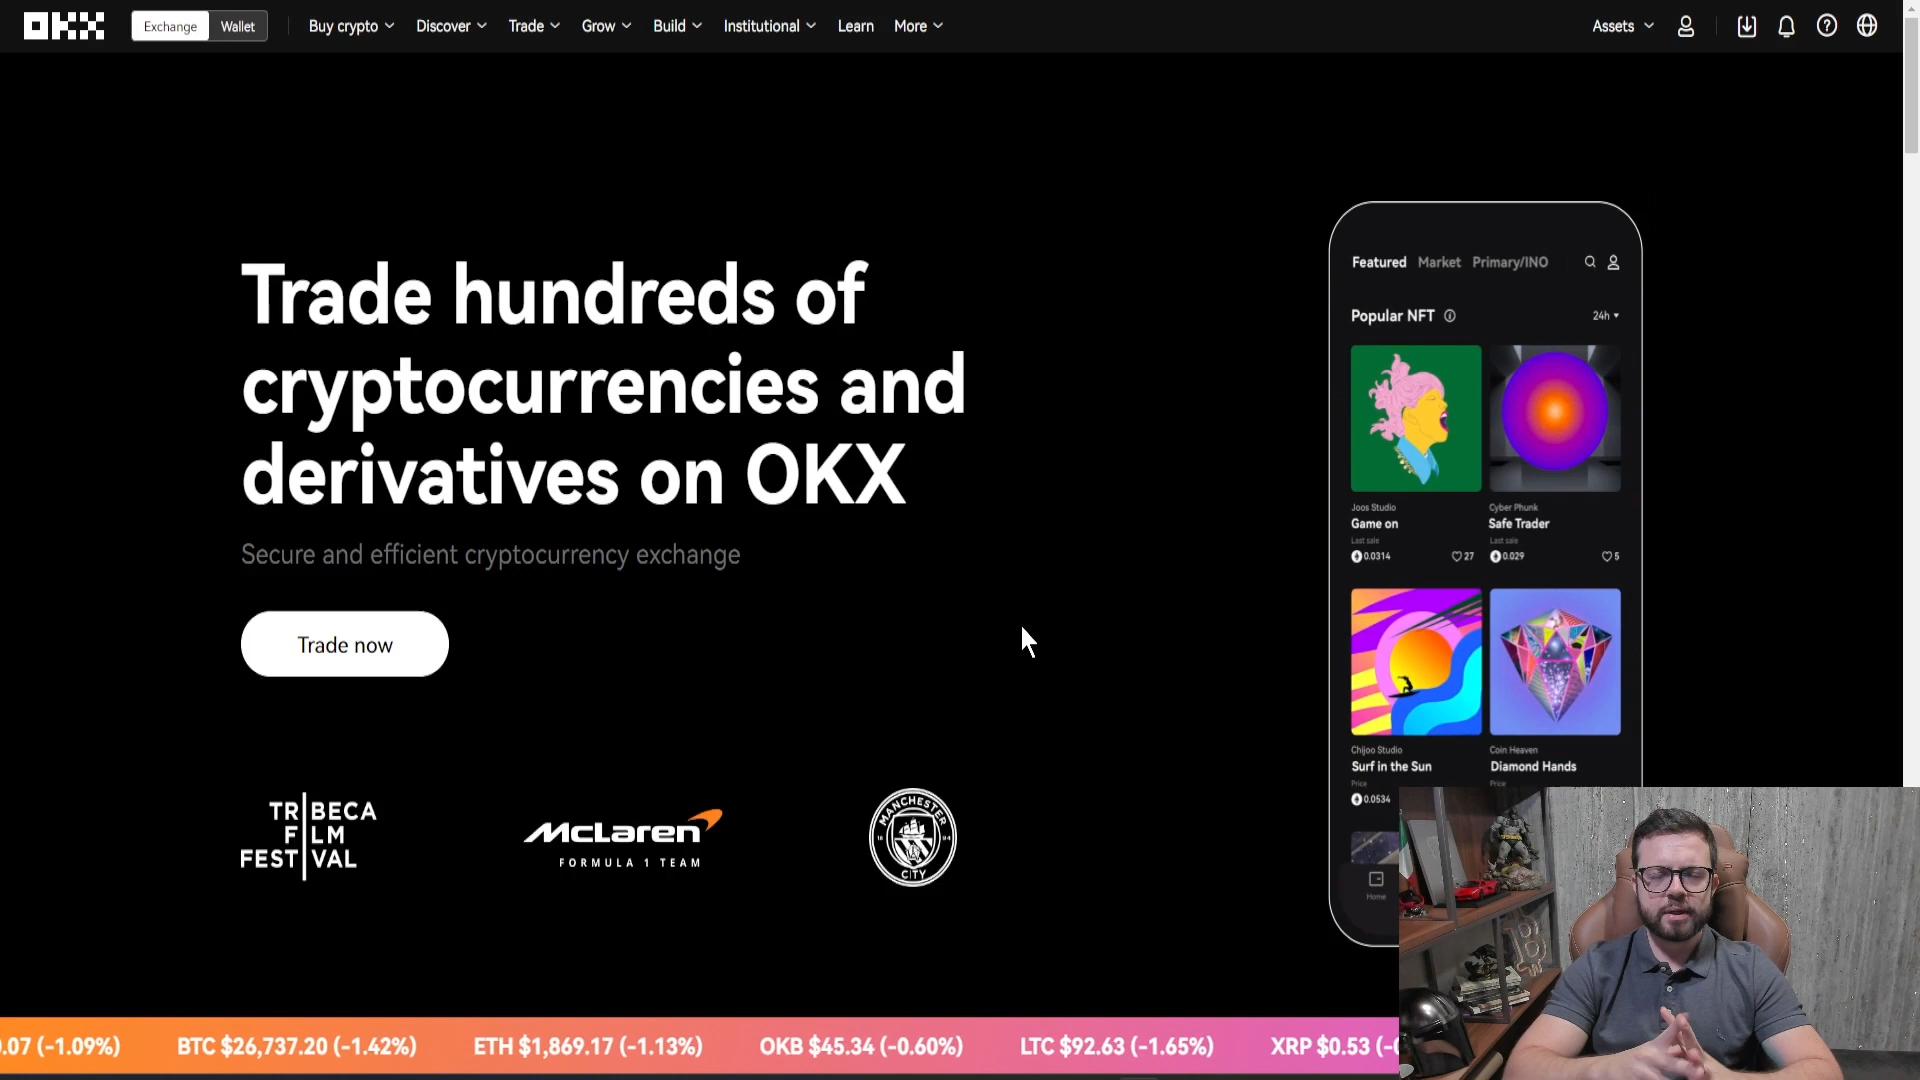 OKX
Exchange
Wallet
Buy crypto
Discover
Trade
Grow
Build
Institutional
Learn
More
Assets
Trade hundreds of
cryptocurrencies and
derivatives on OKX
Secure and efficient cryptocurrency exchange
Trade now
TRIBECA
FILM
FESTIVAL
McLaren
FORMULA 1 TEAM
MANCHESTER
18 94
CITY
Featured Market Primary/INO
Popular NFT
24h
Joos Studio
Game on
Last sale
0.0314
27
Cyber Phunk
Safe Trader
Last sale
0.029
5
Chijoo Studio
Surf in the Sun
Price
0.0534
Coin Heaven
Diamond Hands
Price
Home
.07 (-1.09%) BTC $26,737.20 (-1.42%) ETH $1,869.17 (-1.13%) OKB $45.34 (-0.60%) LTC $92.63 (-1.65%) XRP $0.53 (-